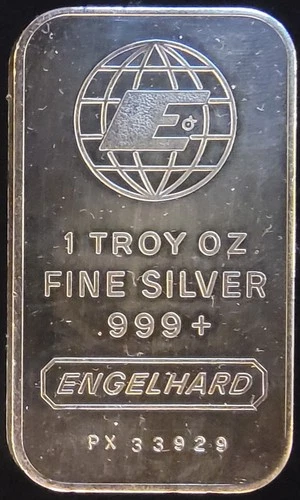 E
1 TROY OZ
FINE SILVER
.999+
ENGELHARD
PX 33929